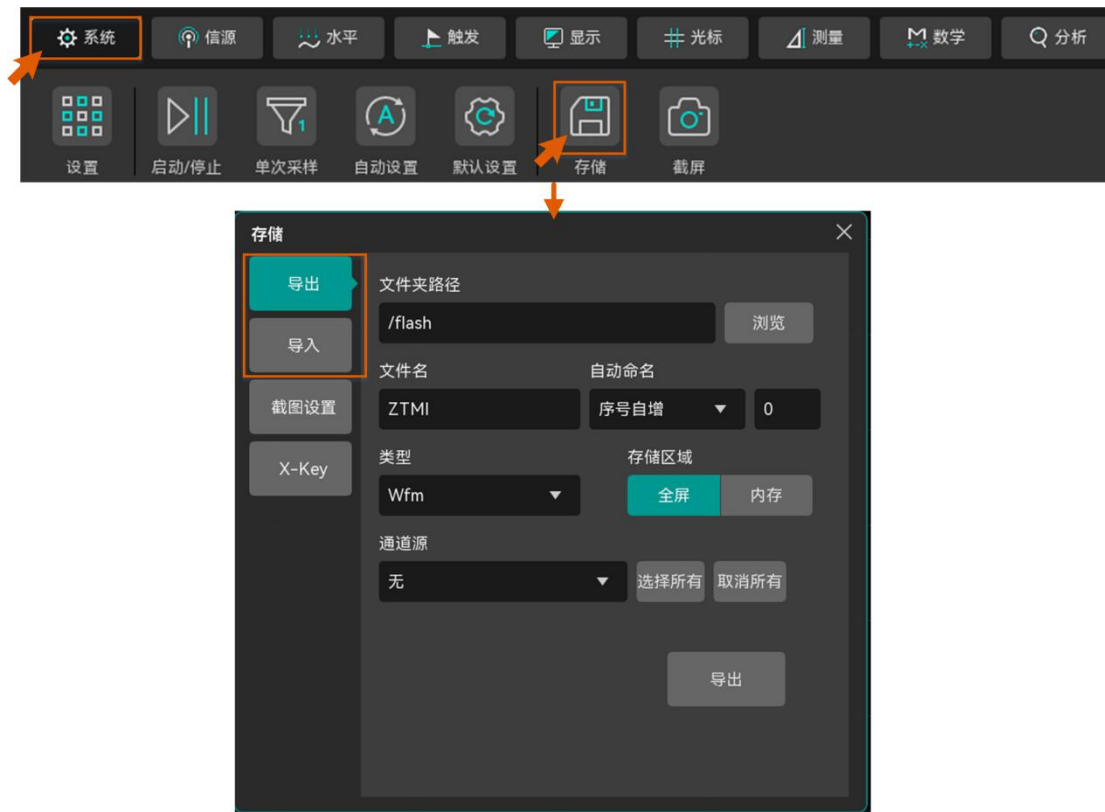 系统 信源 水平 触发 显示 光标 测量 数学 分析
设置 启动/停止 单次采样 自动设置 默认设置 存储 截屏
存储
导出
导入
截图设置
X-Key
文件夹路径
/flash 浏览
文件名 自动命名
ZTMI 序号自增 0
类型 存储区域
Wfm 全屏 内存
通道源
无 选择所有 取消所有
导出